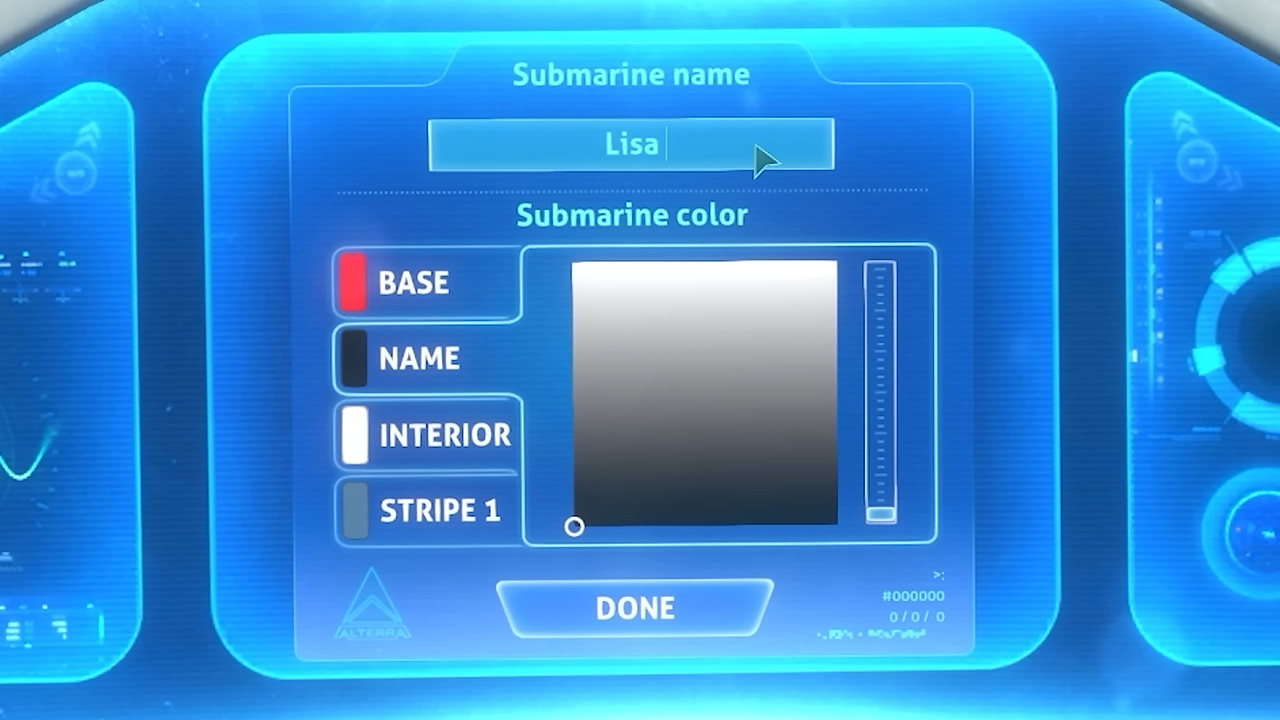 Submarine name
Lisa
Submarine color
BASE
NAME
INTERIOR
STRIPE 1
DONE
ALTERRA
>:
#000000
0 / 0 / 0